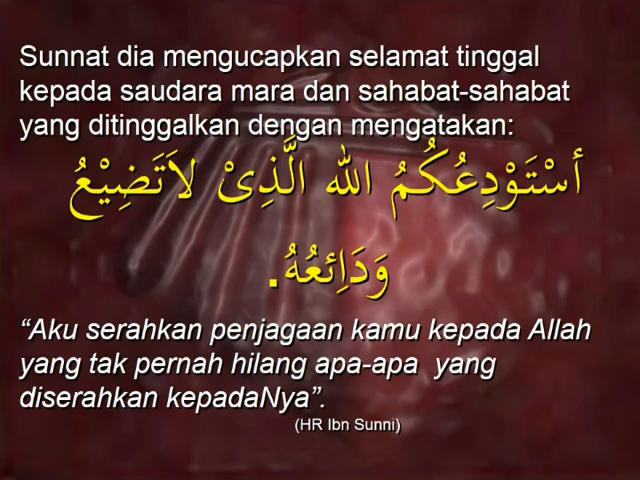 Sunnat dia mengucapkan selamat tinggal
kepada saudara mara dan sahabat-sahabat
yang ditinggalkan dengan mengatakan:
أَسْتَوْدِعُكُمُ الله الَّذِىْ لاَتَضِيْعُ
وَدَاِئعُهُ.
“Aku serahkan penjagaan kamu kepada Allah
yang tak pernah hilang apa-apa  yang
diserahkan kepadaNya”.
(HR Ibn Sunni)